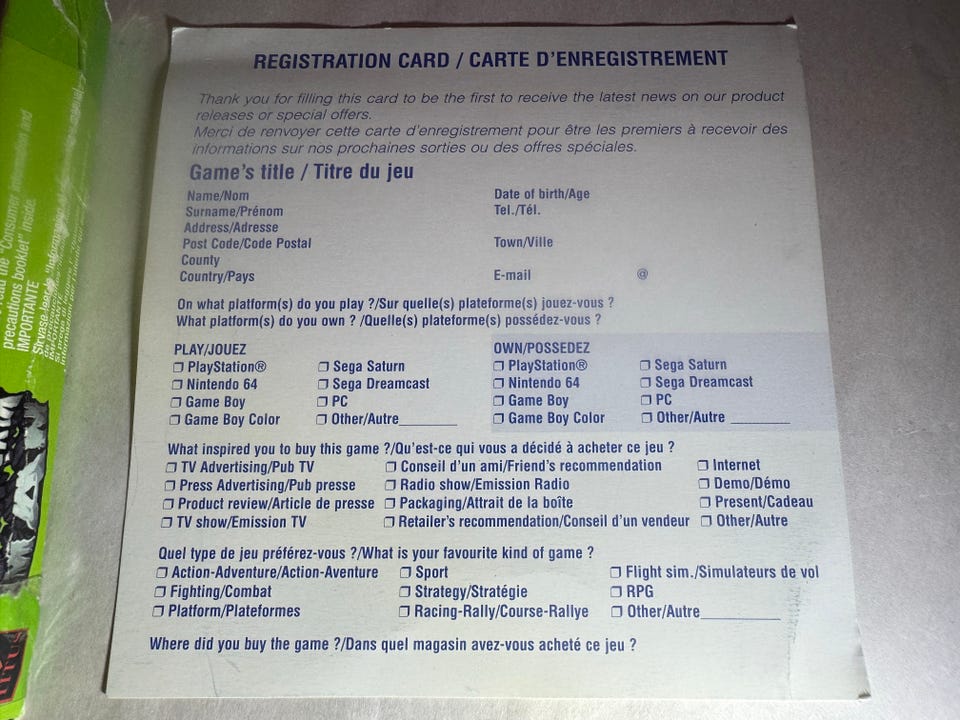 REGISTRATION CARD / CARTE D'ENREGISTREMENT
Thank you for filling this card to be the first to receive the latest news on our product
releases or special offers.
Merci de renvoyer cette carte d'enregistrement pour être les premiers à recevoir des
informations sur nos prochaines sorties ou des offres spéciales.
Game's title / Titre du jeu
Name/Nom Date of birth/Age
Surname/Prénom Tel./Tél.
Address/Adresse
Post Code/Code Postal Town/Ville
County
Country/Pays E-mail @
On what platform(s) do you play ?/Sur quelle(s) plateforme(s) jouez-vous ?
What platform(s) do you own ? /Quelle(s) plateforme(s) possédez-vous ?
PLAY/JOUEZ OWN/POSSEDEZ
❐ PlayStation® ❐ Sega Saturn ❐ PlayStation® ❐ Sega Saturn
❐ Nintendo 64 ❐ Sega Dreamcast ❐ Nintendo 64 ❐ Sega Dreamcast
❐ Game Boy ❐ PC ❐ Game Boy ❐ PC
❐ Game Boy Color ❐ Other/Autre________ ❐ Game Boy Color ❐ Other/Autre ________
What inspired you to buy this game ?/Qu'est-ce qui vous a décidé à acheter ce jeu ?
❐ TV Advertising/Pub TV ❐ Conseil d'un ami/Friend's recommendation ❐ Internet
❐ Press Advertising/Pub presse ❐ Radio show/Emission Radio ❐ Demo/Démo
❐ Product review/Article de presse ❐ Packaging/Attrait de la boîte ❐ Present/Cadeau
❐ TV show/Emission TV ❐ Retailer's recommendation/Conseil d'un vendeur ❐ Other/Autre
Quel type de jeu préférez-vous ?/What is your favourite kind of game ?
❐ Action-Adventure/Action-Aventure ❐ Sport ❐ Flight sim./Simulateurs de vol
❐ Fighting/Combat ❐ Strategy/Stratégie ❐ RPG
❐ Platform/Plateformes ❐ Racing-Rally/Course-Rallye ❐ Other/Autre___________
Where did you buy the game ?/Dans quel magasin avez-vous acheté ce jeu ?
the "Consumer information and
precautions booklet" inside.
IMPORTANTE
TITUS